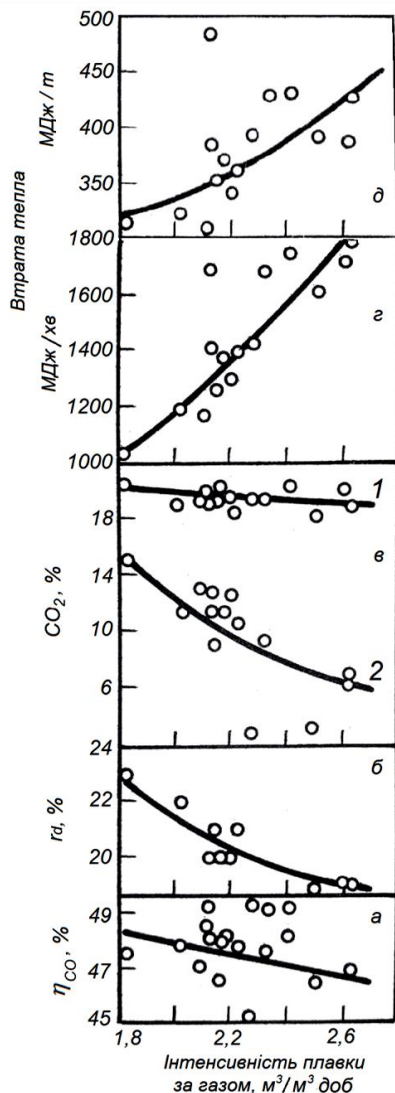 500
450
400
350
1800
МДж / т
д
Втрата тепла
1600
1400
1200
1000
МДж / хв
г
18
14
10
6
24
CO2, %
1
в
2
22
20
rd, %
б
49
47
45
ηCO, %
а
1,8
2,2
2,6
Інтенсивність плавки
за газом, м³/м³ доб